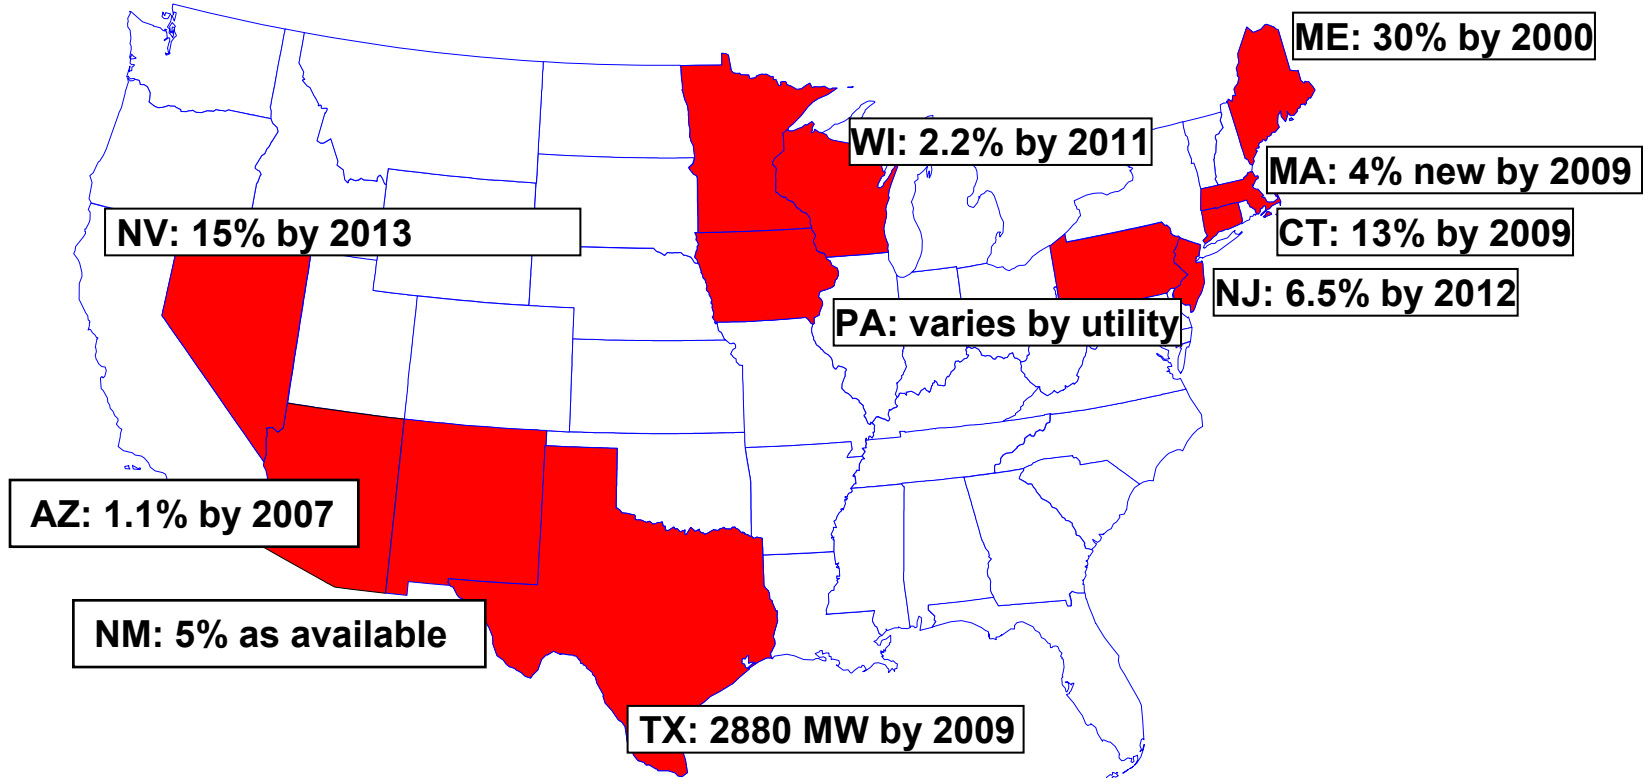 ME: 30% by 2000
WI: 2.2% by 2011
MA: 4% new by 2009
NV: 15% by 2013
CT: 13% by 2009
NJ: 6.5% by 2012
PA: varies by utility
AZ: 1.1% by 2007
NM: 5% as available
TX: 2880 MW by 2009